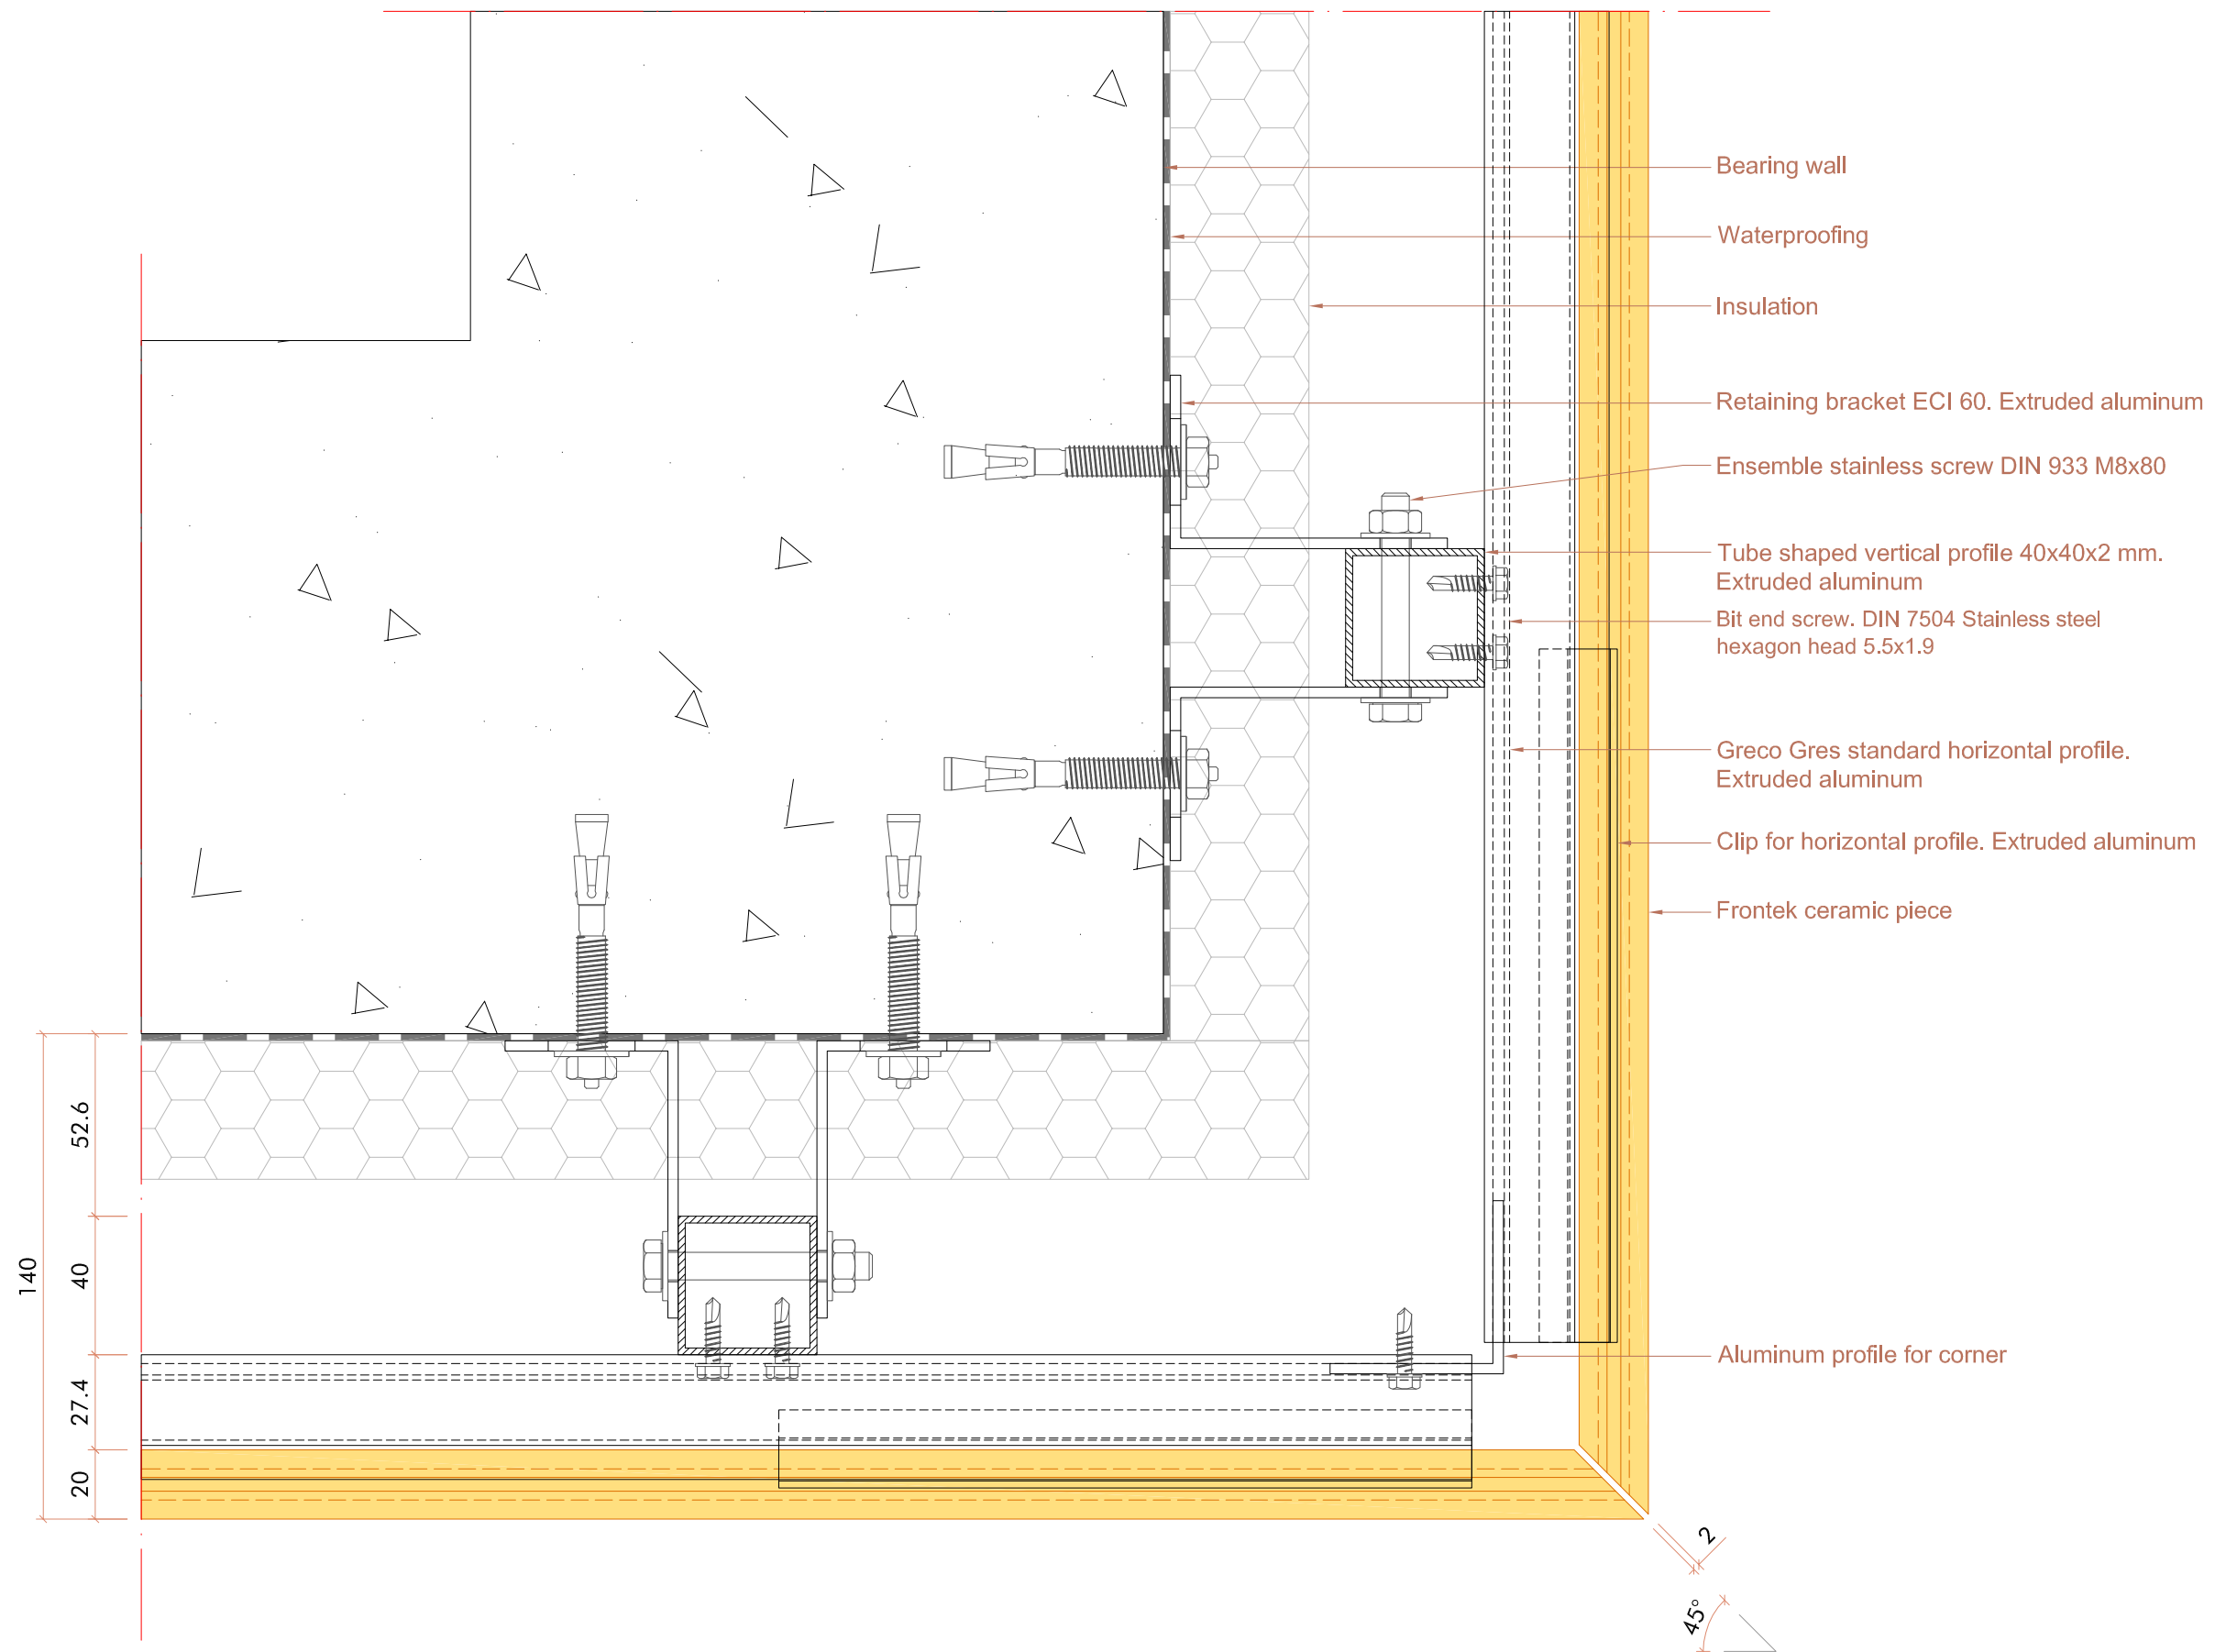 Bearing wall
Waterproofing
Insulation
Retaining bracket ECI 60. Extruded aluminum
Ensemble stainless screw DIN 933 M8x80
Tube shaped vertical profile 40x40x2 mm.
Extruded aluminum
Bit end screw. DIN 7504 Stainless steel
hexagon head 5.5x1.9
Greco Gres standard horizontal profile.
Extruded aluminum
Clip for horizontal profile. Extruded aluminum
Frontek ceramic piece
Aluminum profile for corner
140
52.6
40
27.4
20
2
45°